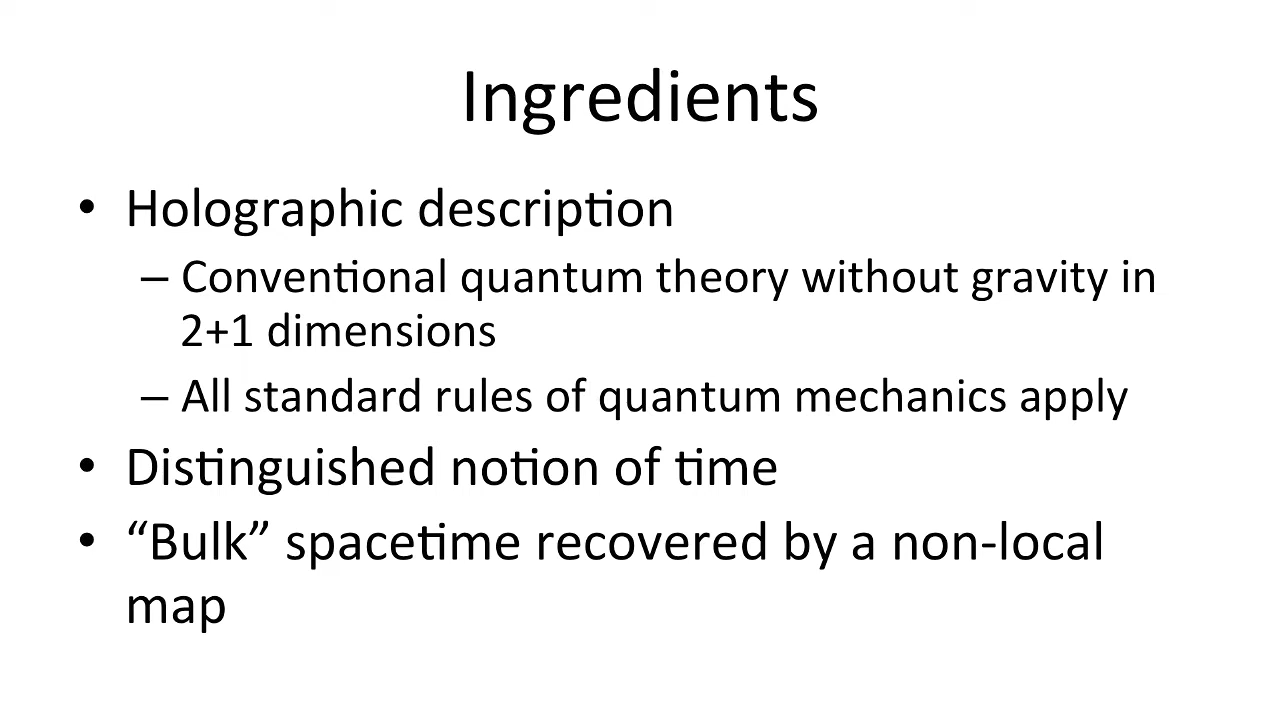 Ingredients
• Holographic description
– Conventional quantum theory without gravity in
2+1 dimensions
– All standard rules of quantum mechanics apply
• Distinguished notion of time
• “Bulk” spacetime recovered by a non-local
map